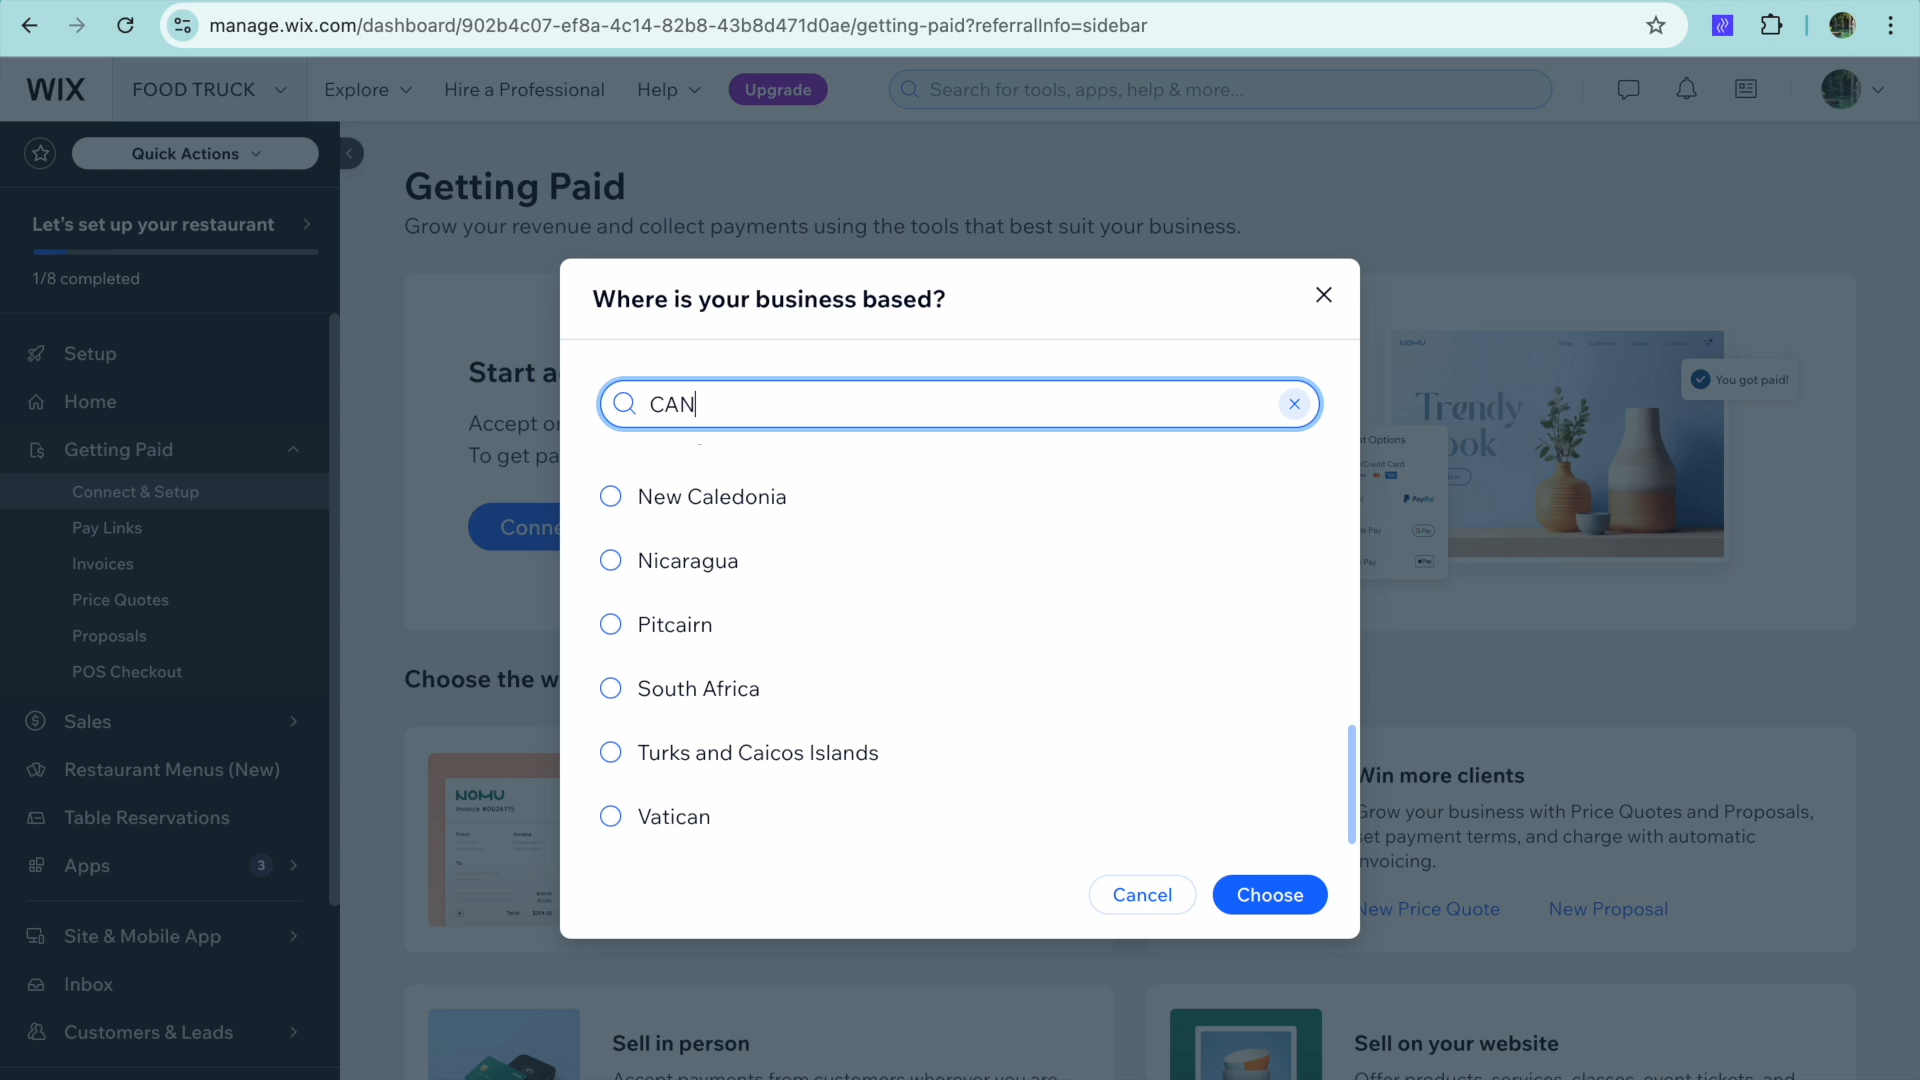 manage.wix.com/dashboard/902b4c07-ef8a-4c14-82b8-43b8d471d0ae/getting-paid?referralInfo=sidebar
WIX
FOOD TRUCK
Explore
Hire a Professional
Help
Upgrade
Search for tools, apps, help & more...
Quick Actions
Let's set up your restaurant
1/8 completed
Setup
Home
Getting Paid
Connect & Setup
Pay Links
Invoices
Price Quotes
Proposals
POS Checkout
Sales
Restaurant Menus (New)
Table Reservations
Apps
3
Site & Mobile App
Inbox
Customers & Leads
Getting Paid
Grow your revenue and collect payments using the tools that best suit your business.
Start a
Accept o
To get pa
Conne
NOMU
You got paid!
Trendy
ook
t Options
/Credit Card
PayPal
G Pay
Pay
Choose the w
Where is your business based?
CAN
New Caledonia
Nicaragua
Pitcairn
South Africa
Turks and Caicos Islands
Vatican
Cancel
Choose
NOMU
Invoice #0026715
From
Invoice
To
Total
Win more clients
Grow your business with Price Quotes and Proposals,
set payment terms, and charge with automatic
invoicing.
New Price Quote
New Proposal
Sell in person
Accept payments from customers wherever you are
Sell on your website
Offer products, services, classes, event tickets, and